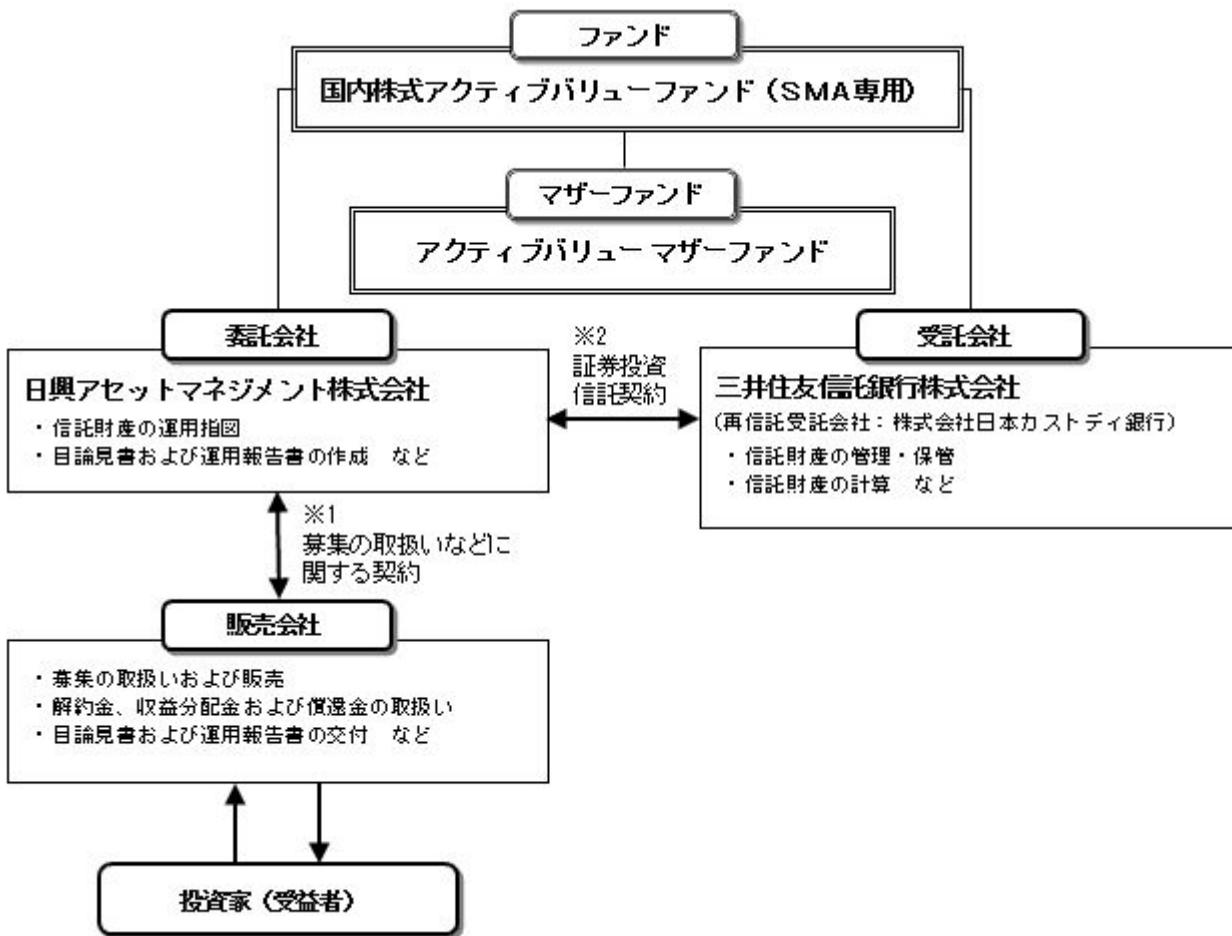 ファンド
国内株式アクティブバリューファンド（SMA専用）
マザーファンド
アクティブバリュー マザーファンド
委託会社
日興アセットマネジメント株式会社
・信託財産の運用指図
・目論見書および運用報告書の作成　など
※2
証券投資
信託契約
受託会社
三井住友信託銀行株式会社
（再信託受託会社：株式会社日本カストディ銀行）
・信託財産の管理・保管
・信託財産の計算　など
※1
募集の取扱いなどに
関する契約
販売会社
・募集の取扱いおよび販売
・解約金、収益分配金および償還金の取扱い
・目論見書および運用報告書の交付　など
投資家（受益者）